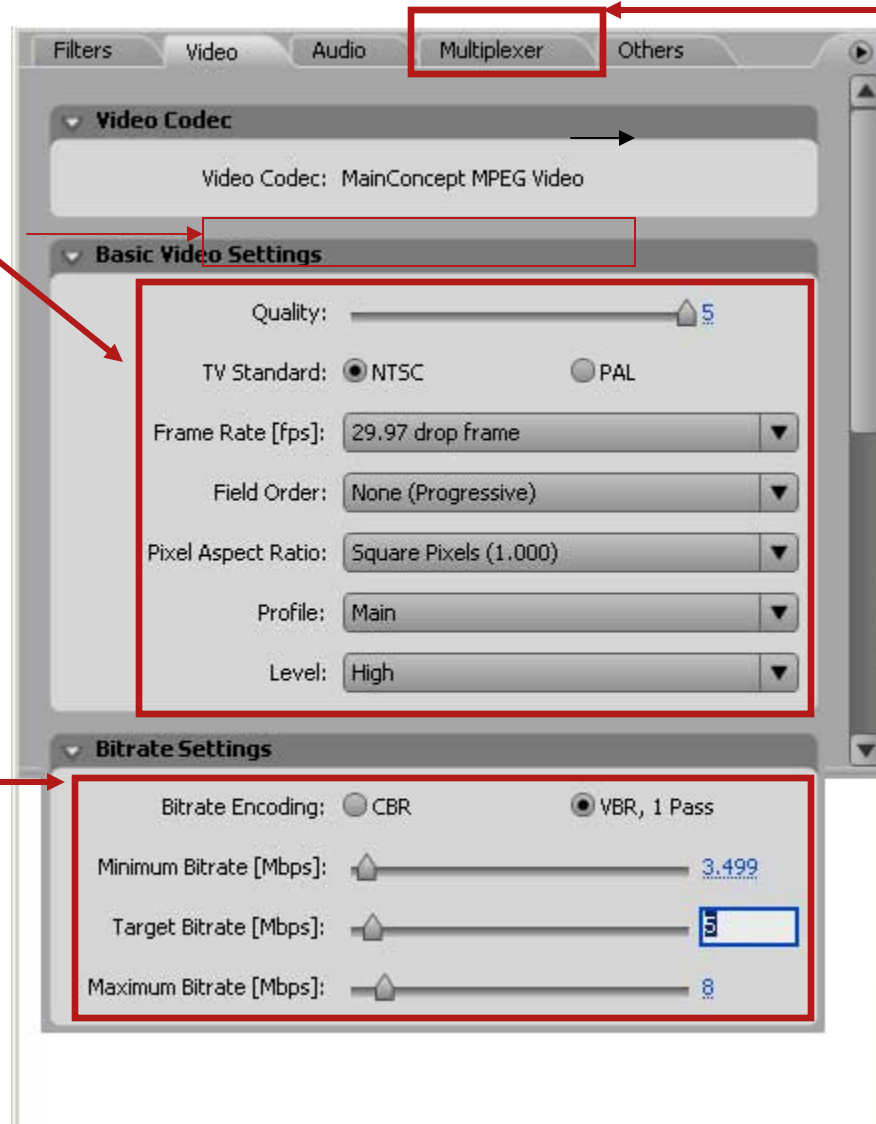 Filters Video Audio Multiplexer Others
Video Codec
Video Codec: MainConcept MPEG Video
Basic Video Settings
Quality: 5
TV Standard: NTSC PAL
Frame Rate [fps]: 29.97 drop frame
Field Order: None (Progressive)
Pixel Aspect Ratio: Square Pixels (1.000)
Profile: Main
Level: High
Bitrate Settings
Bitrate Encoding: CBR VBR, 1 Pass
Minimum Bitrate [Mbps]: 3.499
Target Bitrate [Mbps]: 5
Maximum Bitrate [Mbps]: 8